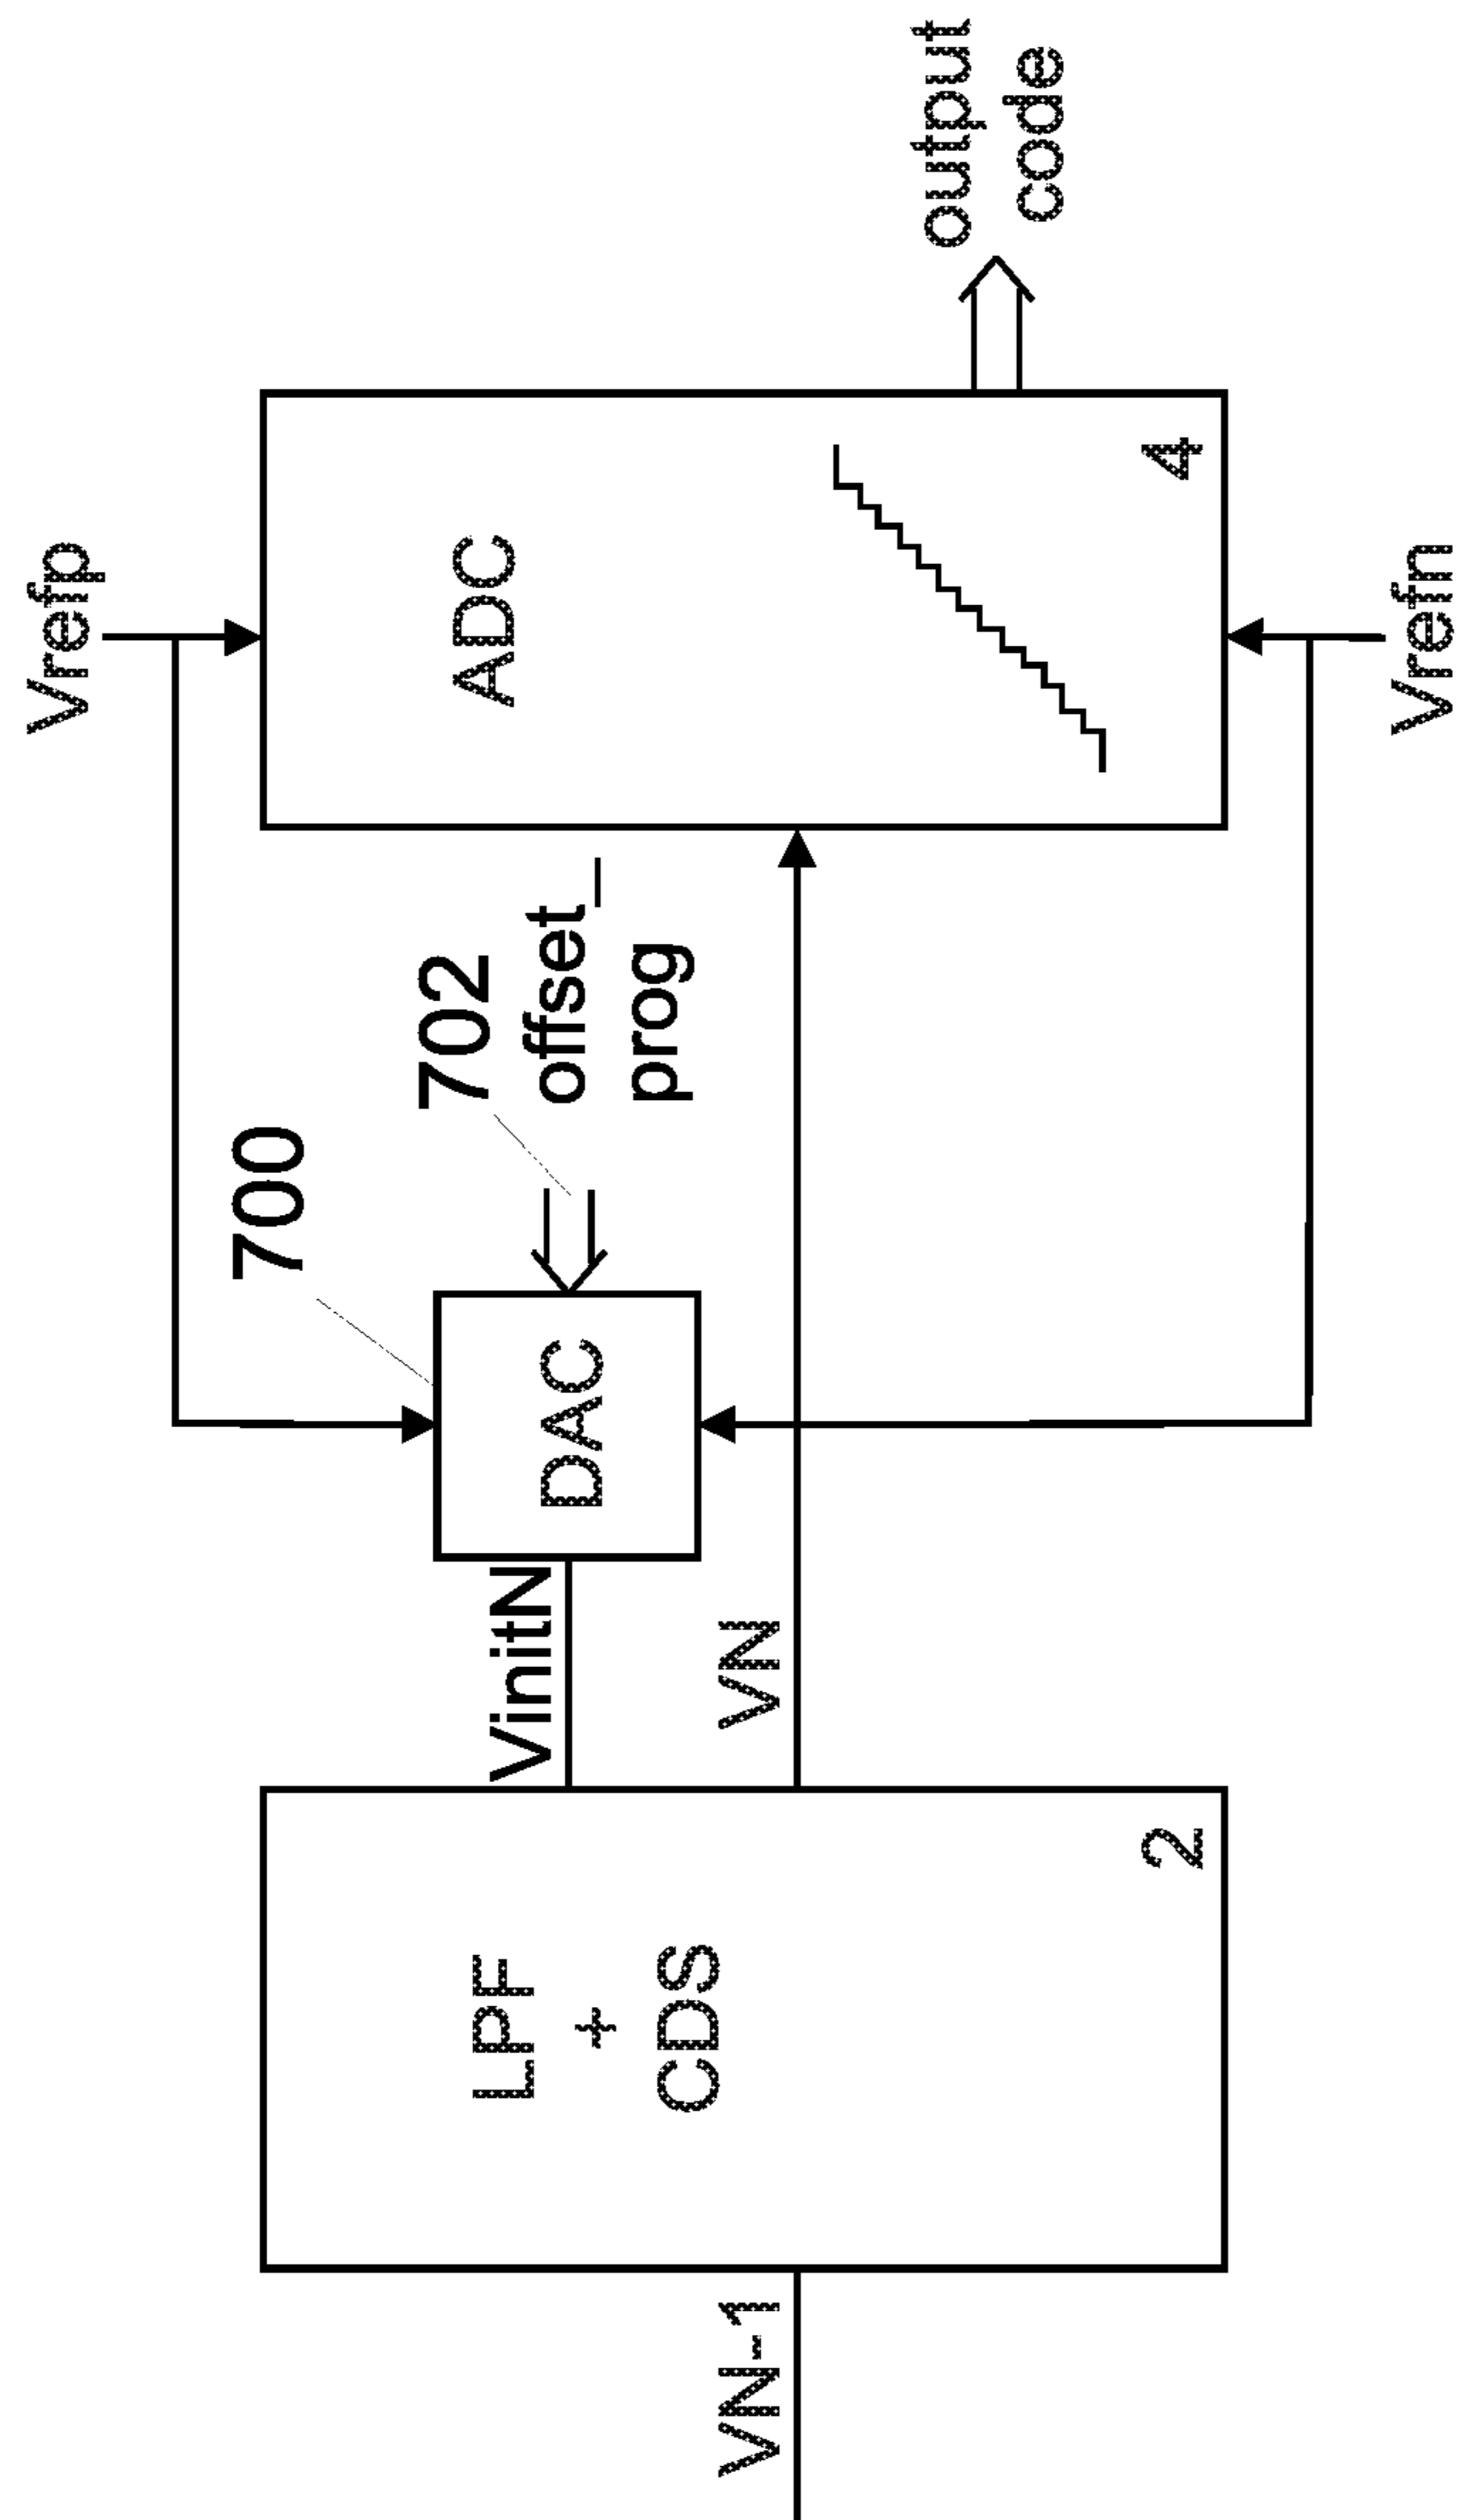 Vrefp
700
702
offset_
prog
output
code
VN-1
LPF
+
CDS
2
VinitN
VN
DAC
ADC
4
Vrefn